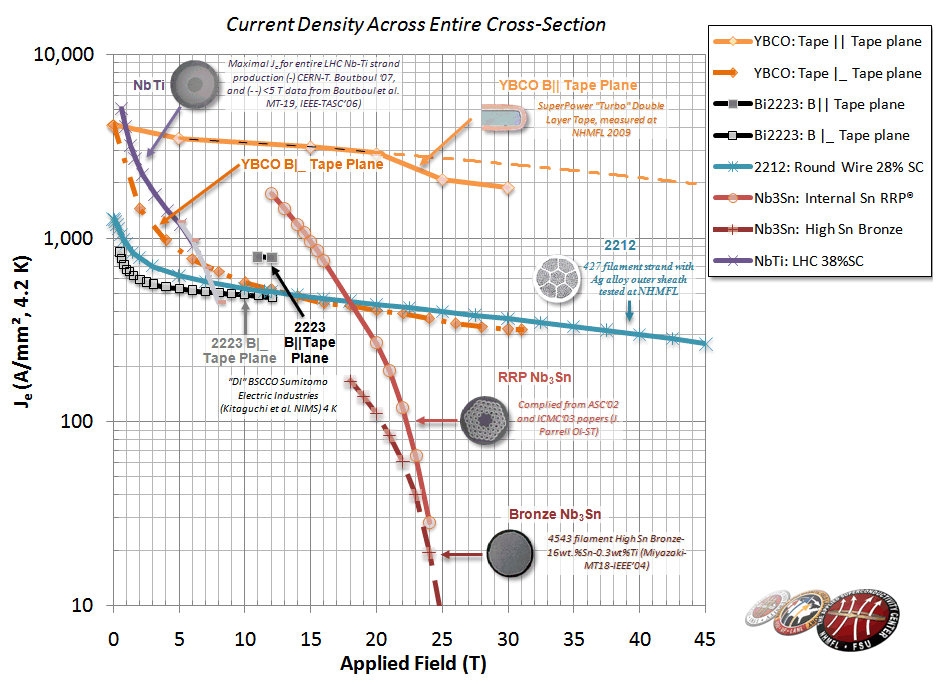 Current Density Across Entire Cross-Section
YBCO: Tape || Tape plane
YBCO: Tape |_ Tape plane
Bi2223: B|| Tape plane
Bi2223: B |_ Tape plane
2212: Round Wire 28% SC
Nb3Sn: Internal Sn RRP®
Nb3Sn: High Sn Bronze
NbTi: LHC 38%SC
10,000
1,000
100
10
Jₑ (A/mm², 4.2 K)
NbTi
Maximal Jₑ for entire LHC Nb-Ti strand
production (-) CERN-T. Boutboul '07,
and (- -) <5 T data from Boutboul et al.
MT-19, IEEE-TASC'06)
YBCO B|| Tape Plane
SuperPower "Turbo" Double
Layer Tape, measured at
NHMFL 2009
YBCO B|_ Tape Plane
2212
427 filament strand with
Ag alloy outer sheath
tested at NHMFL
2223 B|_
Tape Plane
2223
B||Tape
Plane
"DI" BSCCO Sumitomo
Electric Industries
(Kitaguchi et al. NIMS) 4 K
RRP Nb₃Sn
Complied from ASC'02
and ICMC'03 papers (J.
Parrell OI-ST)
Bronze Nb₃Sn
4543 filament High Sn Bronze-
16wt.%Sn-0.3wt%Ti (Miyazaki-
MT18-IEEE'04)
0 5 10 15 20 25 30 35 40 45
Applied Field (T)
SUPERCONDUCTIVITY CENTER
NHMFL • FSU